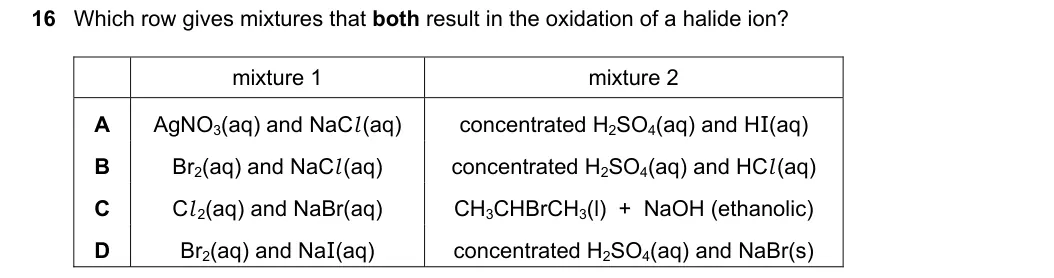 16 Which row gives mixtures that both result in the oxidation of a halide ion?
mixture 1 mixture 2
A AgNO₃(aq) and NaCl(aq) concentrated H₂SO₄(aq) and HI(aq)
B Br₂(aq) and NaCl(aq) concentrated H₂SO₄(aq) and HCl(aq)
C Cl₂(aq) and NaBr(aq) CH₃CHBrCH₃(l) + NaOH (ethanolic)
D Br₂(aq) and NaI(aq) concentrated H₂SO₄(aq) and NaBr(s)